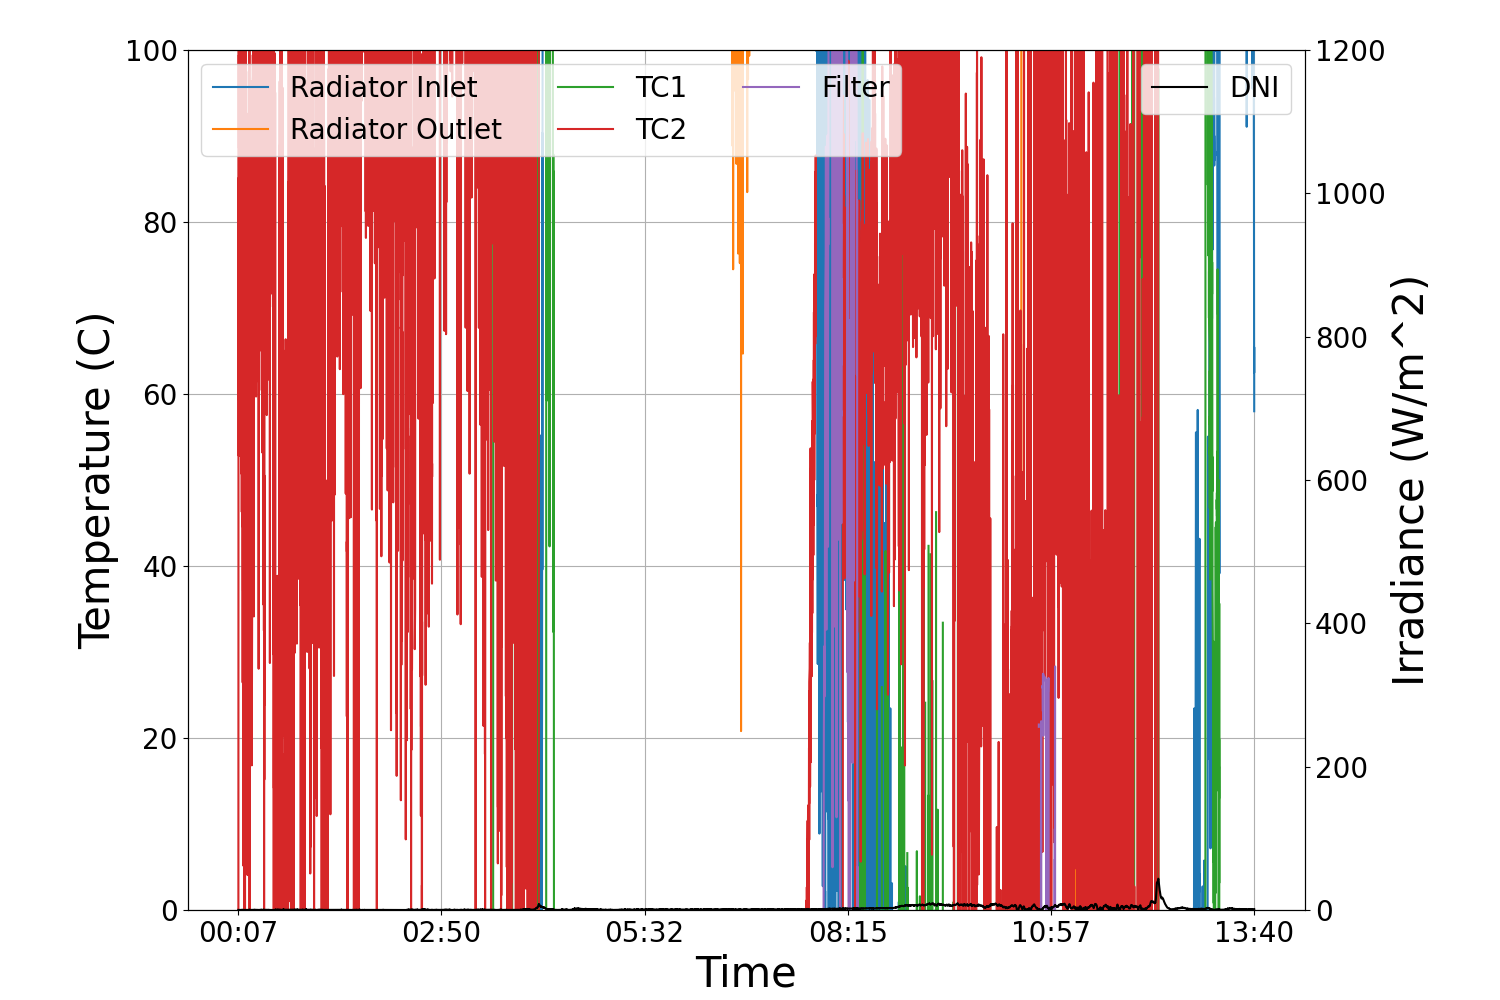 100
80
60
40
20
0
Temperature (C)
Radiator Inlet
Radiator Outlet
TC1
TC2
Filter
DNI
1200
1000
800
600
400
200
0
Irradiance (W/m^2)
00:07 02:50 05:32 08:15 10:57 13:40
Time